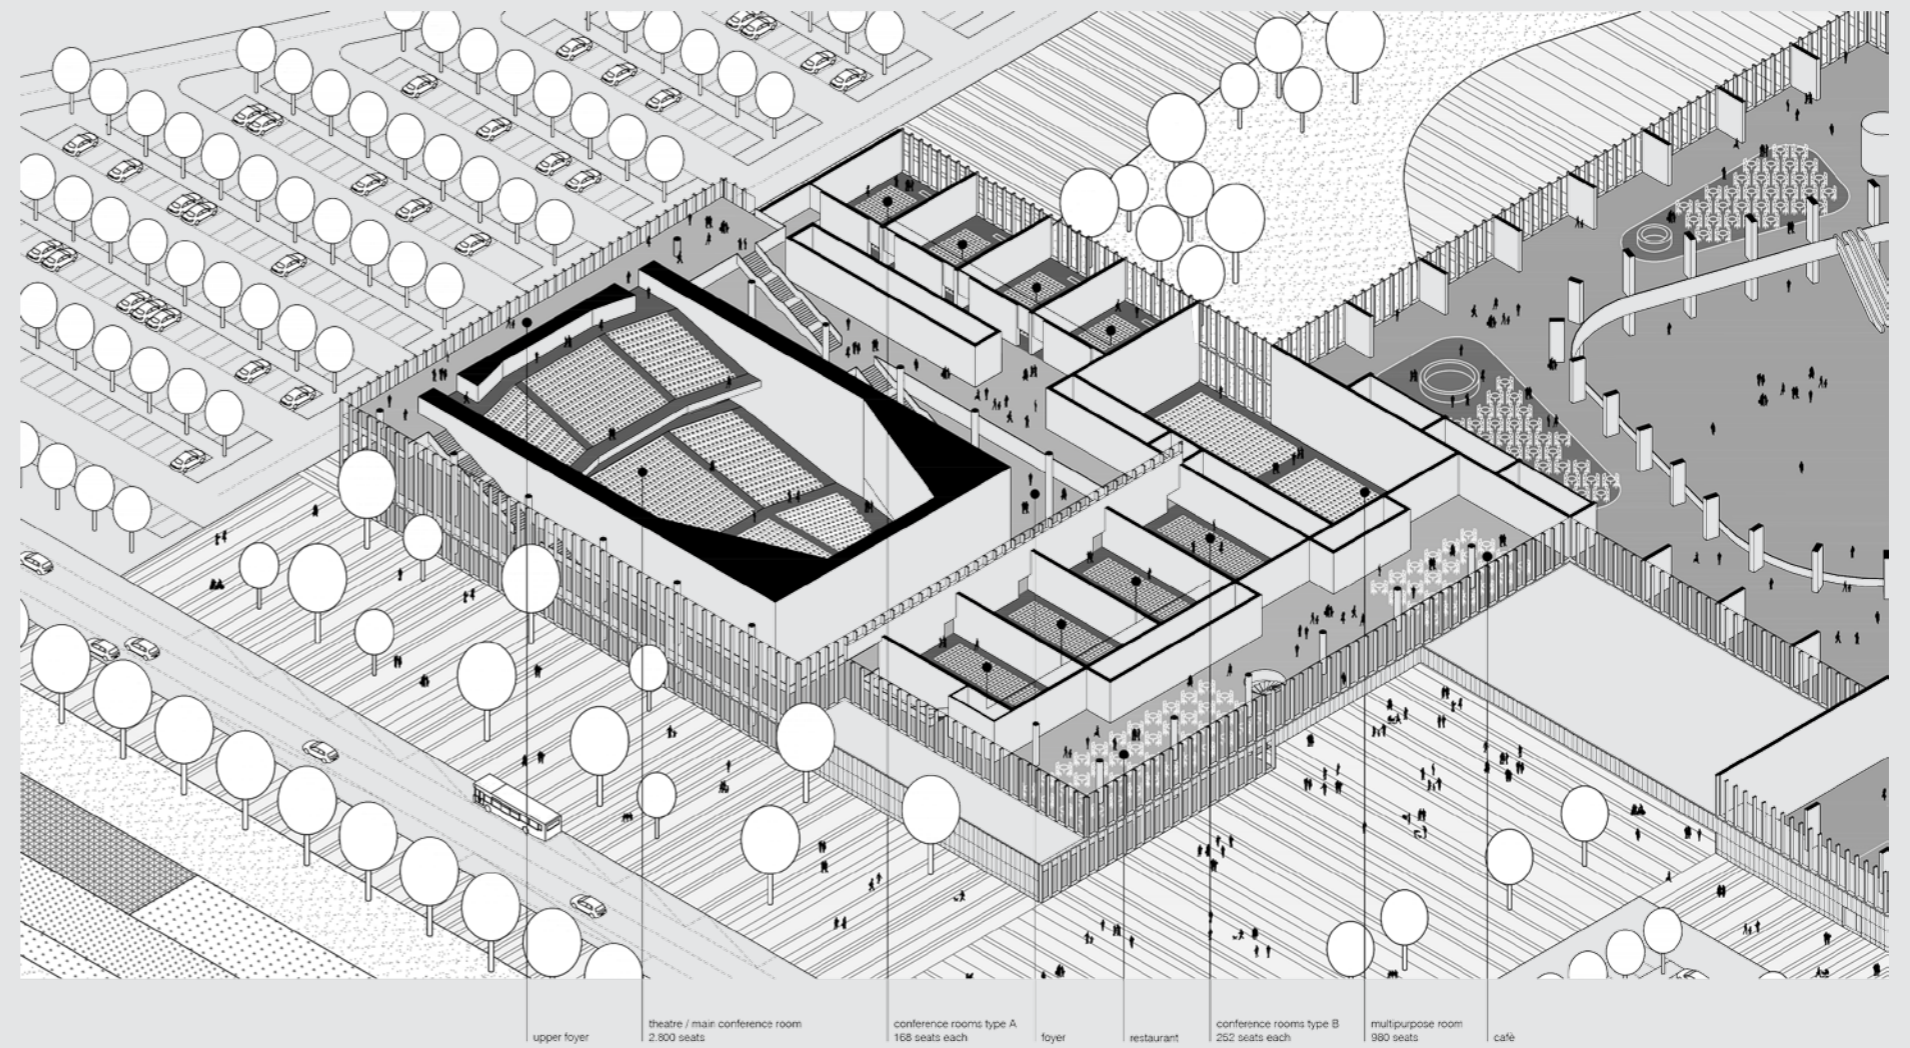 upper foyer
theatre / main conference room
2.800 seats
conference rooms type A
168 seats each
foyer
restaurant
conference rooms type B
252 seats each
multipurpose room
980 seats
cafè